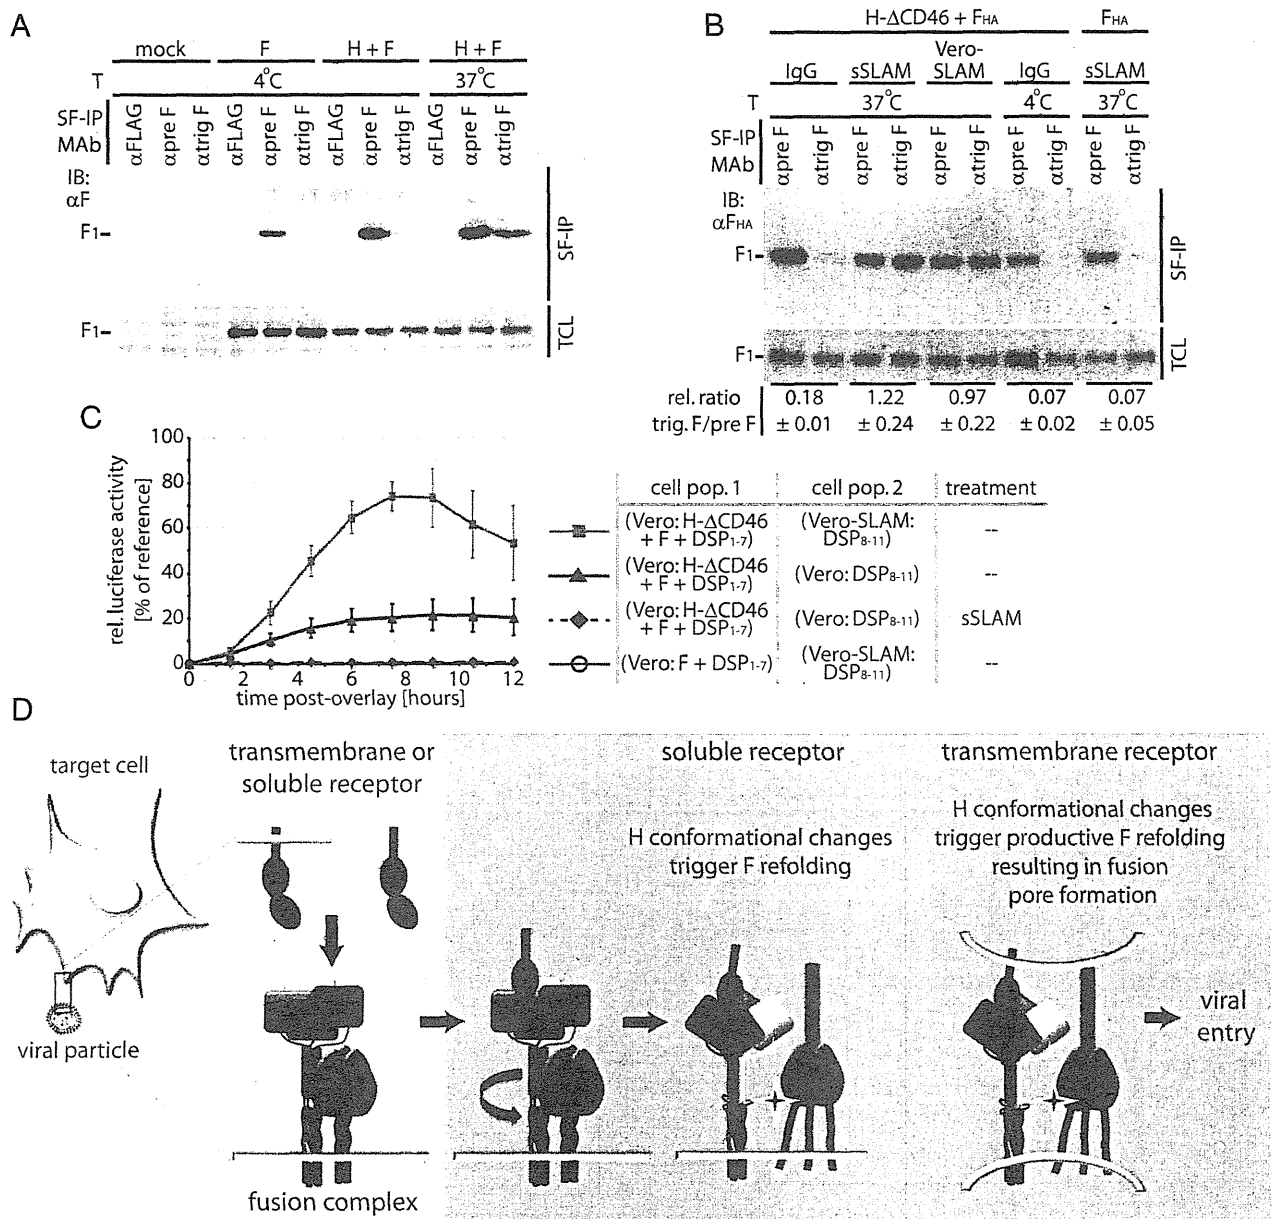 A
mock F H + F H + F
T 4°C 37°C
SF-IP MAb
αFLAG αpre F αtrig F αFLAG αpre F αtrig F αFLAG αpre F αtrig F αFLAG αpre F αtrig F
IB: αF
F1-
SF-IP
F1-
TCL
B
H-ΔCD46 + FHA FHA
IgG sSLAM Vero-SLAM IgG sSLAM
T 37°C 4°C 37°C
SF-IP MAb
αpre F αtrig F αpre F αtrig F αpre F αtrig F αpre F αtrig F αpre F αtrig F
IB: αFHA
F1-
SF-IP
F1-
TCL
rel. ratio 0.18 1.22 0.97 0.07 0.07
trig. F/pre F ± 0.01 ± 0.24 ± 0.22 ± 0.02 ± 0.05
C
rel. luciferase activity
[% of reference]
100
80
60
40
20
0
0 2 4 6 8 10 12
time post-overlay [hours]
cell pop. 1 cell pop. 2 treatment
(Vero: H-ΔCD46 (Vero-SLAM: --
+ F + DSP1-7) DSP8-11)
(Vero: H-ΔCD46 (Vero: DSP8-11) --
+ F + DSP1-7)
(Vero: H-ΔCD46 (Vero: DSP8-11) sSLAM
+ F + DSP1-7)
(Vero: F + DSP1-7) (Vero-SLAM: --
DSP8-11)
D
target cell
viral particle
transmembrane or
soluble receptor
fusion complex
soluble receptor
H conformational changes
trigger F refolding
transmembrane receptor
H conformational changes
trigger productive F refolding
resulting in fusion
pore formation
viral
entry